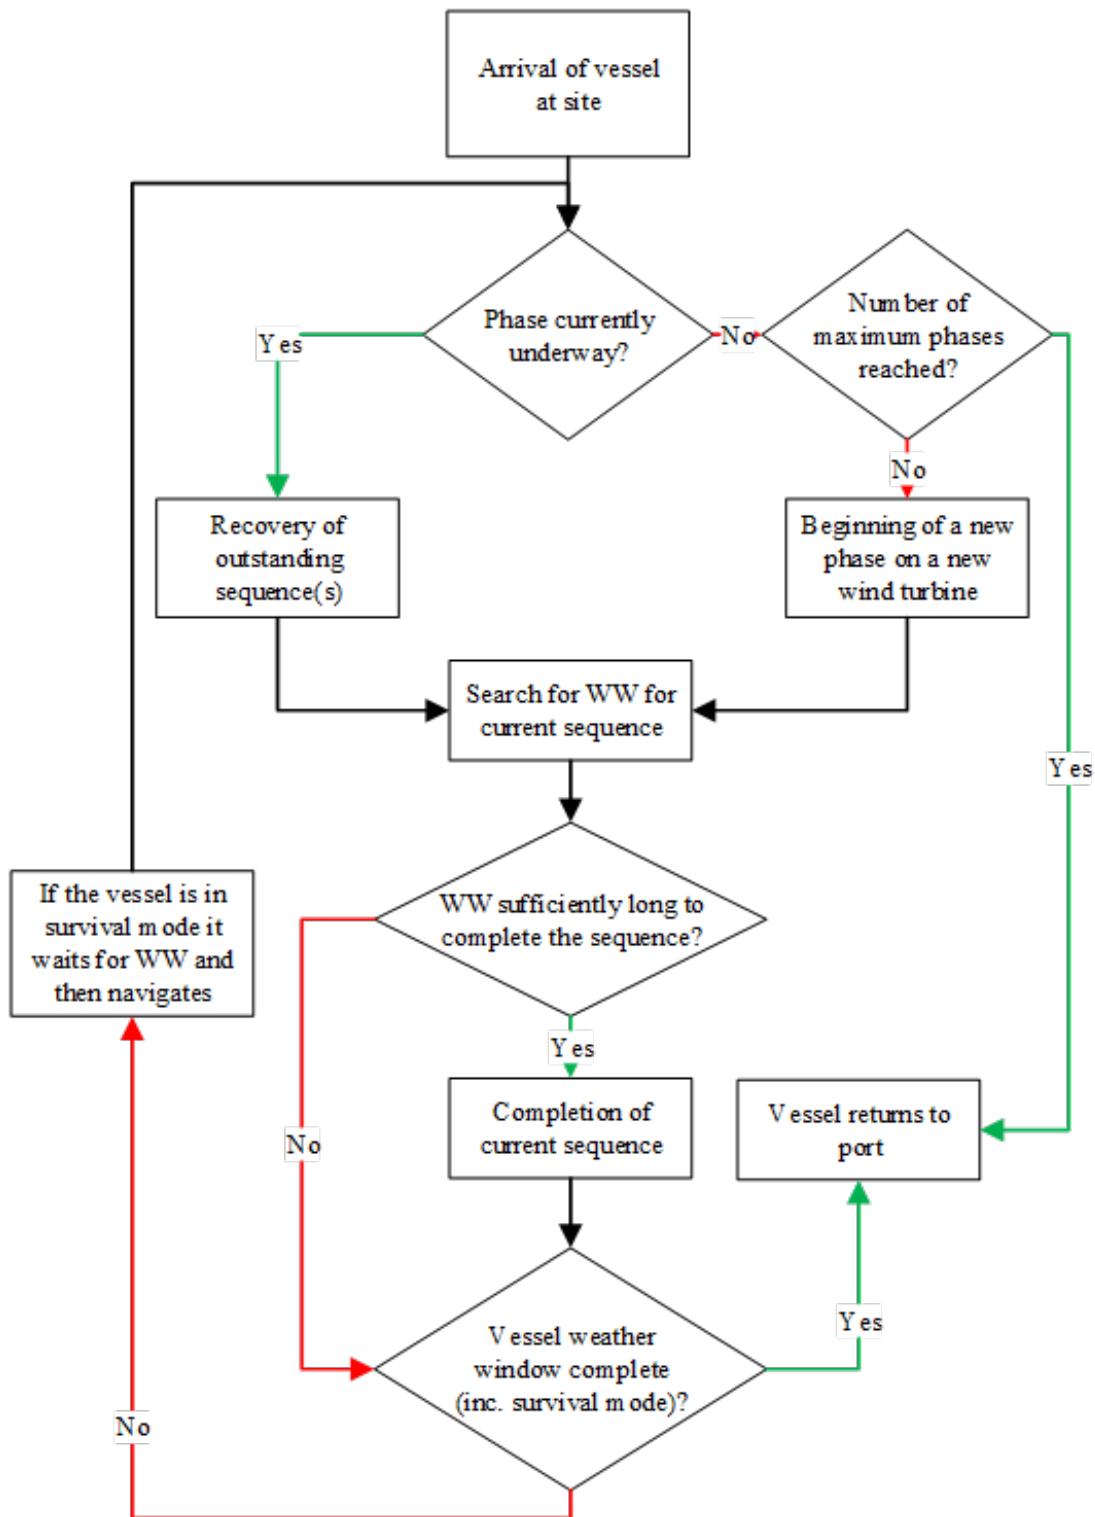 Arrival of vessel
at site
Phase currently
underway?
Yes
No
Number of
maximum phases
reached?
No
Yes
Recovery of
outstanding
sequence(s)
Beginning of a new
phase on a new
wind turbine
Search for WW for
current sequence
WW sufficiently long to
complete the sequence?
If the vessel is in
survival mode it
waits for WW and
then navigates
Yes
No
Completion of
current sequence
Vessel returns to
port
Vessel weather
window complete
(inc. survival mode)?
Yes
No